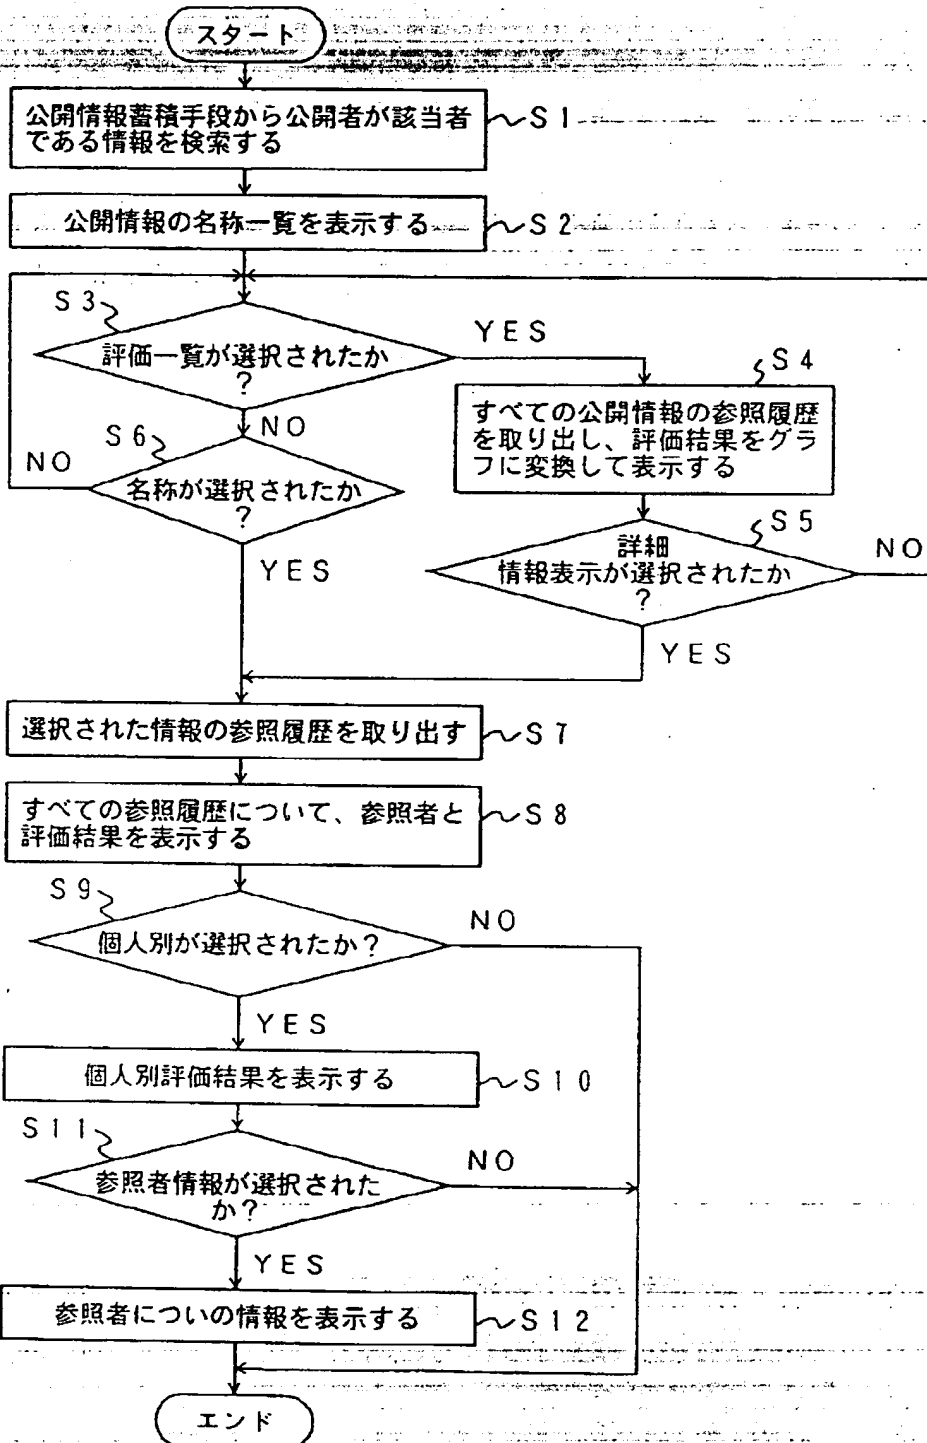 スタート
公開情報蓄積手段から公開者が該当者
である情報を検索する
S1
公開情報の名称一覧を表示する
S2
S3
評価一覧が選択されたか
?
YES
NO
S4
すべての公開情報の参照履歴
を取り出し、評価結果をグラ
フに変換して表示する
S6
NO
名称が選択されたか
?
YES
S5
詳細
情報表示が選択されたか
?
NO
YES
選択された情報の参照履歴を取り出す
S7
すべての参照履歴について、参照者と
評価結果を表示する
S8
S9
個人別が選択されたか?
NO
YES
個人別評価結果を表示する
S10
S11
参照者情報が選択された
か?
NO
YES
参照者についの情報を表示する
S12
エンド